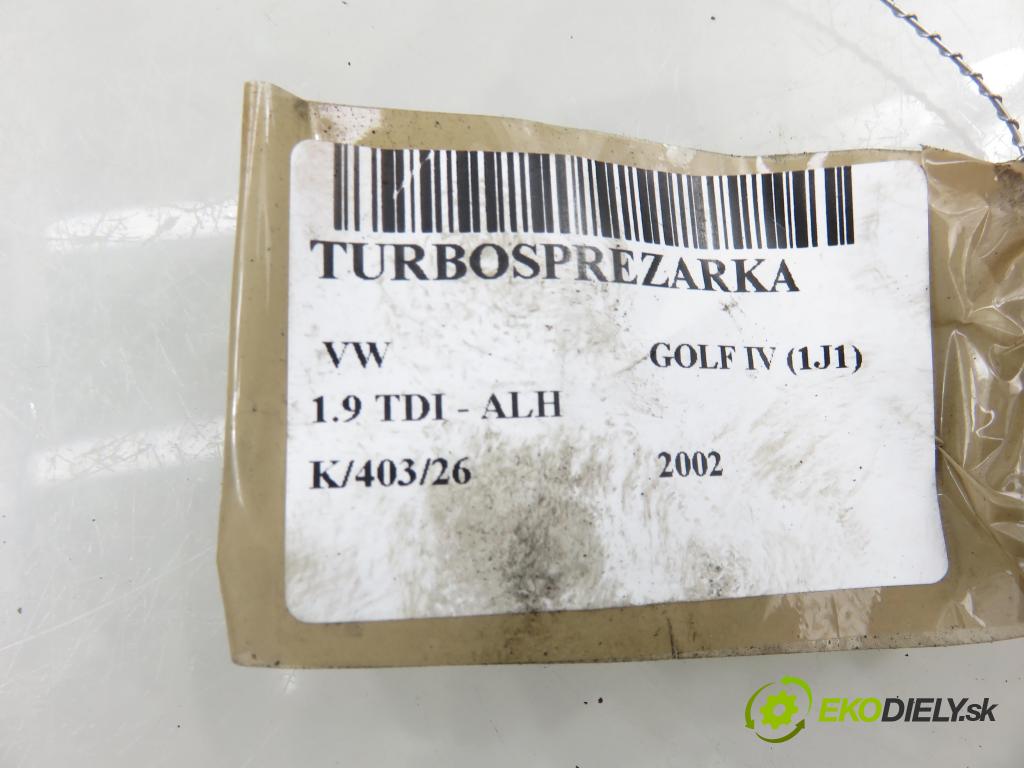 TURBOSPREZARKA
VW GOLF IV (1J1)
1.9 TDI - ALH
K/403/26 2002
EKODIELY.sk